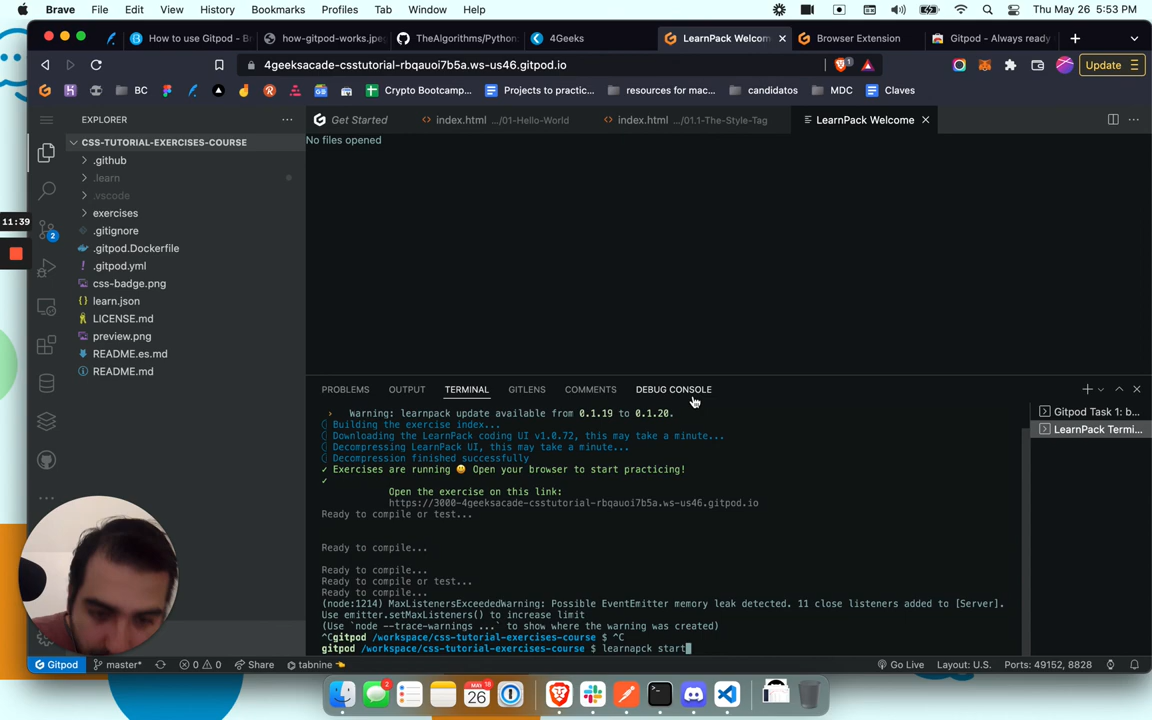 Brave File Edit View History Bookmarks Profiles Tab Window Help Thu May 26 5:53 PM
How to use Gitpod - B
how-gitpod-works.jpe
TheAlgorithms/Python
4Geeks
LearnPack Welcom
Browser Extension
Gitpod - Always ready
4geeksacade-csstutorial-rbqauoi7b5a.ws-us46.gitpod.io
1
Update
BC
Crypto Bootcamp...
Projects to practic...
resources for mac...
candidatos
MDC
Claves
EXPLORER
Get Started
index.html .../01-Hello-World
index.html .../01.1-The-Style-Tag
LearnPack Welcome
CSS-TUTORIAL-EXERCISES-COURSE
No files opened
.github
.learn
.vscode
exercises
.gitignore
.gitpod.Dockerfile
.gitpod.yml
css-badge.png
learn.json
LICENSE.md
preview.png
README.es.md
README.md
11:39
2
PROBLEMS OUTPUT TERMINAL GITLENS COMMENTS DEBUG CONSOLE
› Warning: learnpack update available from 0.1.19 to 0.1.20.
Building the exercise index...
Downloading the LearnPack coding UI v1.0.72, this may take a minute...
Decompressing LearnPack UI, this may take a minute...
Decompression finished successfully
✓ Exercises are running 😃 Open your browser to start practicing!
✓
Open the exercise on this link:
https://3000-4geeksacade-csstutorial-rbqauoi7b5a.ws-us46.gitpod.io
Ready to compile or test...
Ready to compile...
Ready to compile...
Ready to compile or test...
Ready to compile...
(node:1214) MaxListenersExceededWarning: Possible EventEmitter memory leak detected. 11 close listeners added to [Server].
Use emitter.setMaxListeners() to increase limit
(Use `node --trace-warnings ...` to show where the warning was created)
^Cgitpod /workspace/css-tutorial-exercises-course $ ^C
gitpod /workspace/css-tutorial-exercises-course $ learnapck start
Gitpod Task 1: b...
LearnPack Termi...
Gitpod master* 0 0 Share tabnine Go Live Layout: U.S. Ports: 49152, 8828
2
26